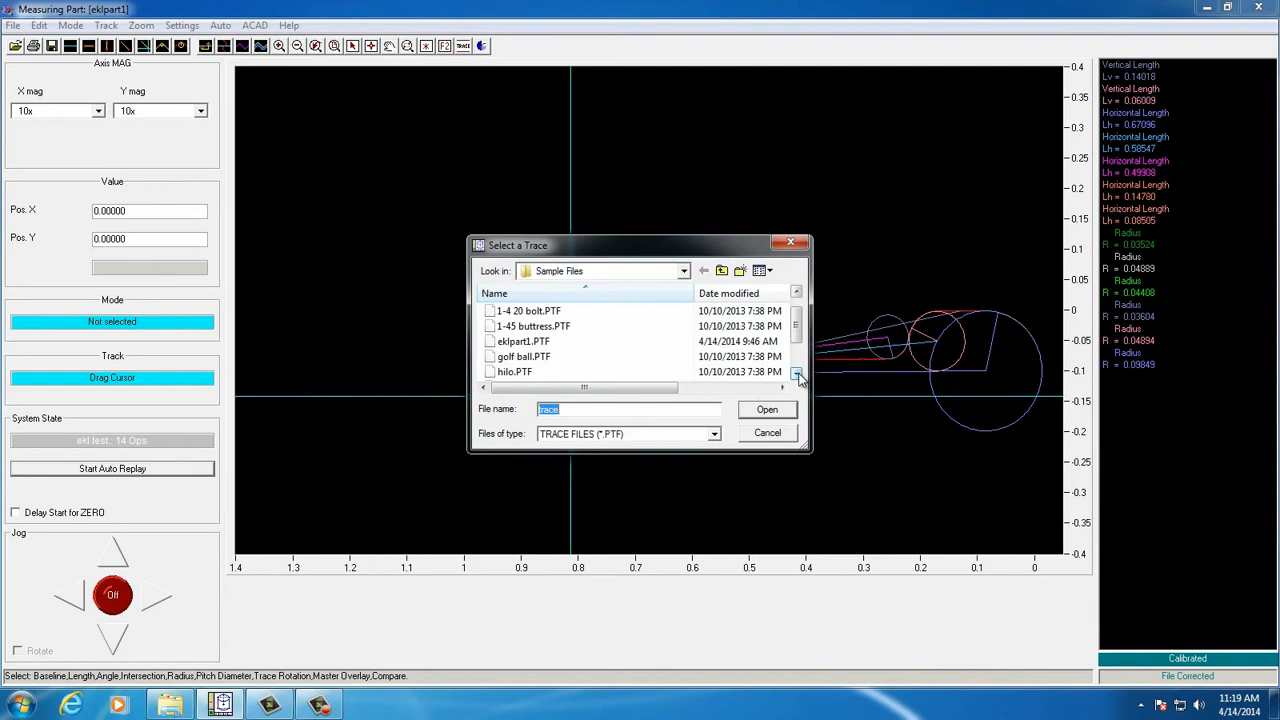 Measuring Part: [eklpart1]
File Edit Mode Track Zoom Settings Auto ACAD Help
F2 TRACE
Axis MAG
X mag Y mag
10x 10x
Value
Pos. X 0.00000
Pos. Y 0.00000
Mode
Not selected
Track
Drag Cursor
System State
ekl test.: 14 Ops
Start Auto Replay
Delay Start for ZERO
Jog
Off
Rotate
Select a Trace
Look in: Sample Files
Name Date modified
1-4 20 bolt.PTF 10/10/2013 7:38 PM
1-45 buttress.PTF 10/10/2013 7:38 PM
eklpart1.PTF 4/14/2014 9:46 AM
golf ball.PTF 10/10/2013 7:38 PM
hilo.PTF 10/10/2013 7:38 PM
File name: trace Open
Files of type: TRACE FILES (*.PTF) Cancel
0.4
0.35
0.3
0.25
0.2
0.15
0.1
0.05
0
-0.05
-0.1
-0.15
-0.2
-0.25
-0.3
-0.35
-0.4
1.4 1.3 1.2 1.1 1 0.9 0.8 0.7 0.6 0.5 0.4 0.3 0.2 0.1 0
Vertical Length
Lv = 0.14018
Vertical Length
Lv = 0.06009
Horizontal Length
Lh = 0.67096
Horizontal Length
Lh = 0.58547
Horizontal Length
Lh = 0.49908
Horizontal Length
Lh = 0.14780
Horizontal Length
Lh = 0.08505
Radius
R = 0.03524
Radius
R = 0.04889
Radius
R = 0.04408
Radius
R = 0.03604
Radius
R = 0.04894
Radius
R = 0.09849
Calibrated
File Corrected
Select: Baseline,Length,Angle,Intersection,Radius,Pitch Diameter,Trace Rotation,Master Overlay,Compare.
11:19 AM
4/14/2014